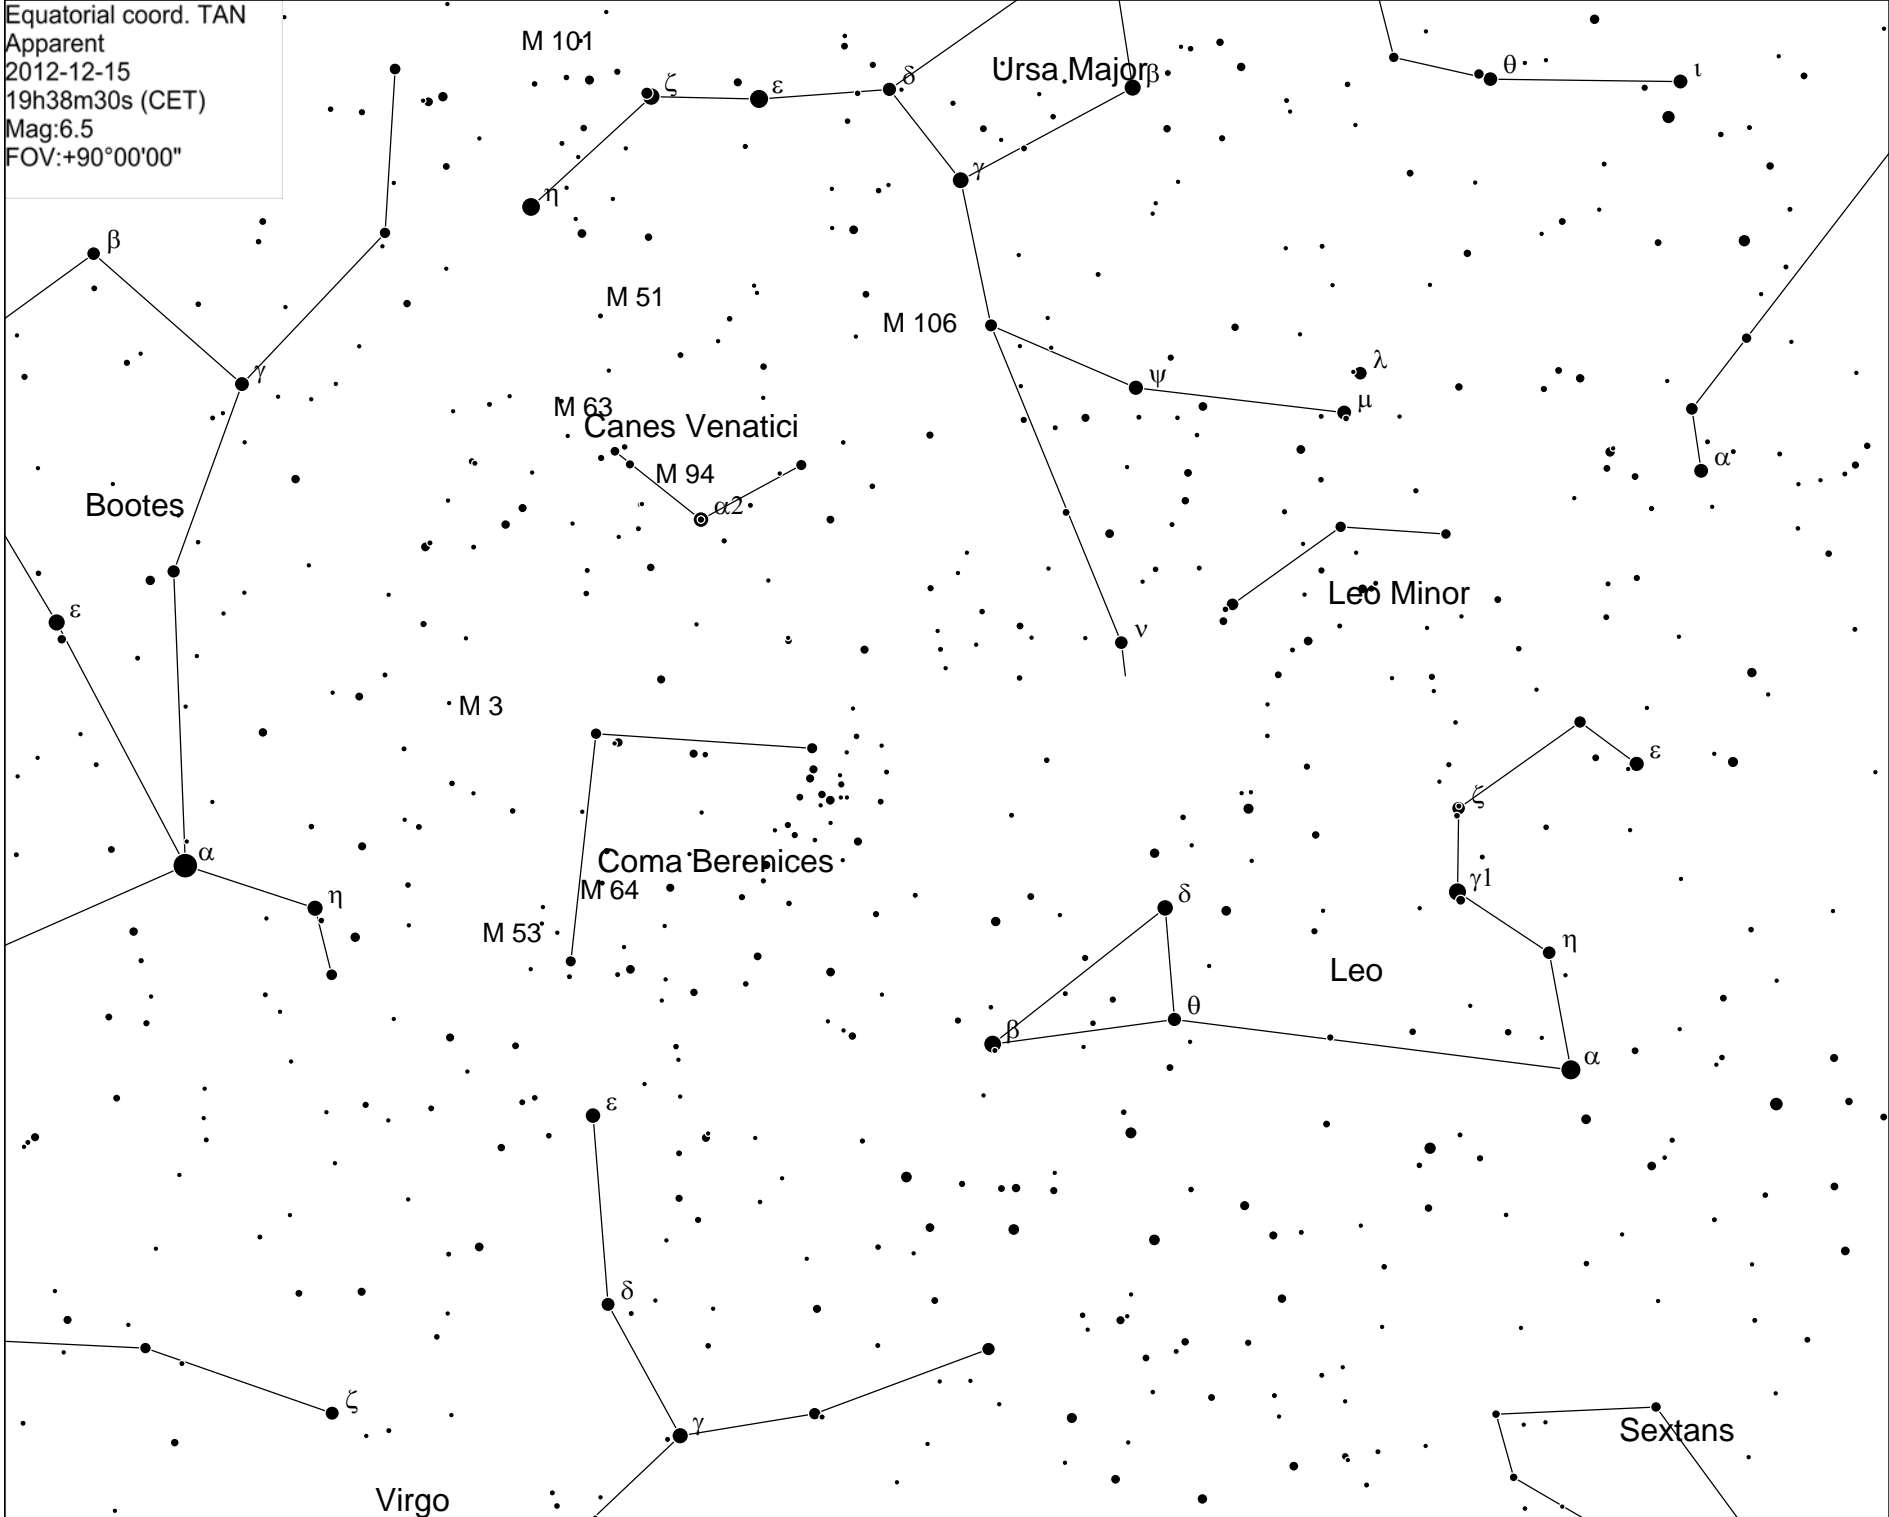 Equatorial coord. TAN
Apparent
2012-12-15
19h38m30s (CET)
Mag:6.5
FOV:+90°00'00"
M 101
ζ
ε
δ
Ursa Major
β
θ
ι
η
γ
β
M 51
M 106
γ
ψ
λ
μ
M 63
Canes Venatici
M 94
α2
α
Bootes
Leo Minor
ε
ν
M 3
ε
ζ
α
Coma Berenices
M 64
γ1
η
δ
M 53
η
Leo
θ
β
α
ε
δ
ζ
γ
Sextans
Virgo